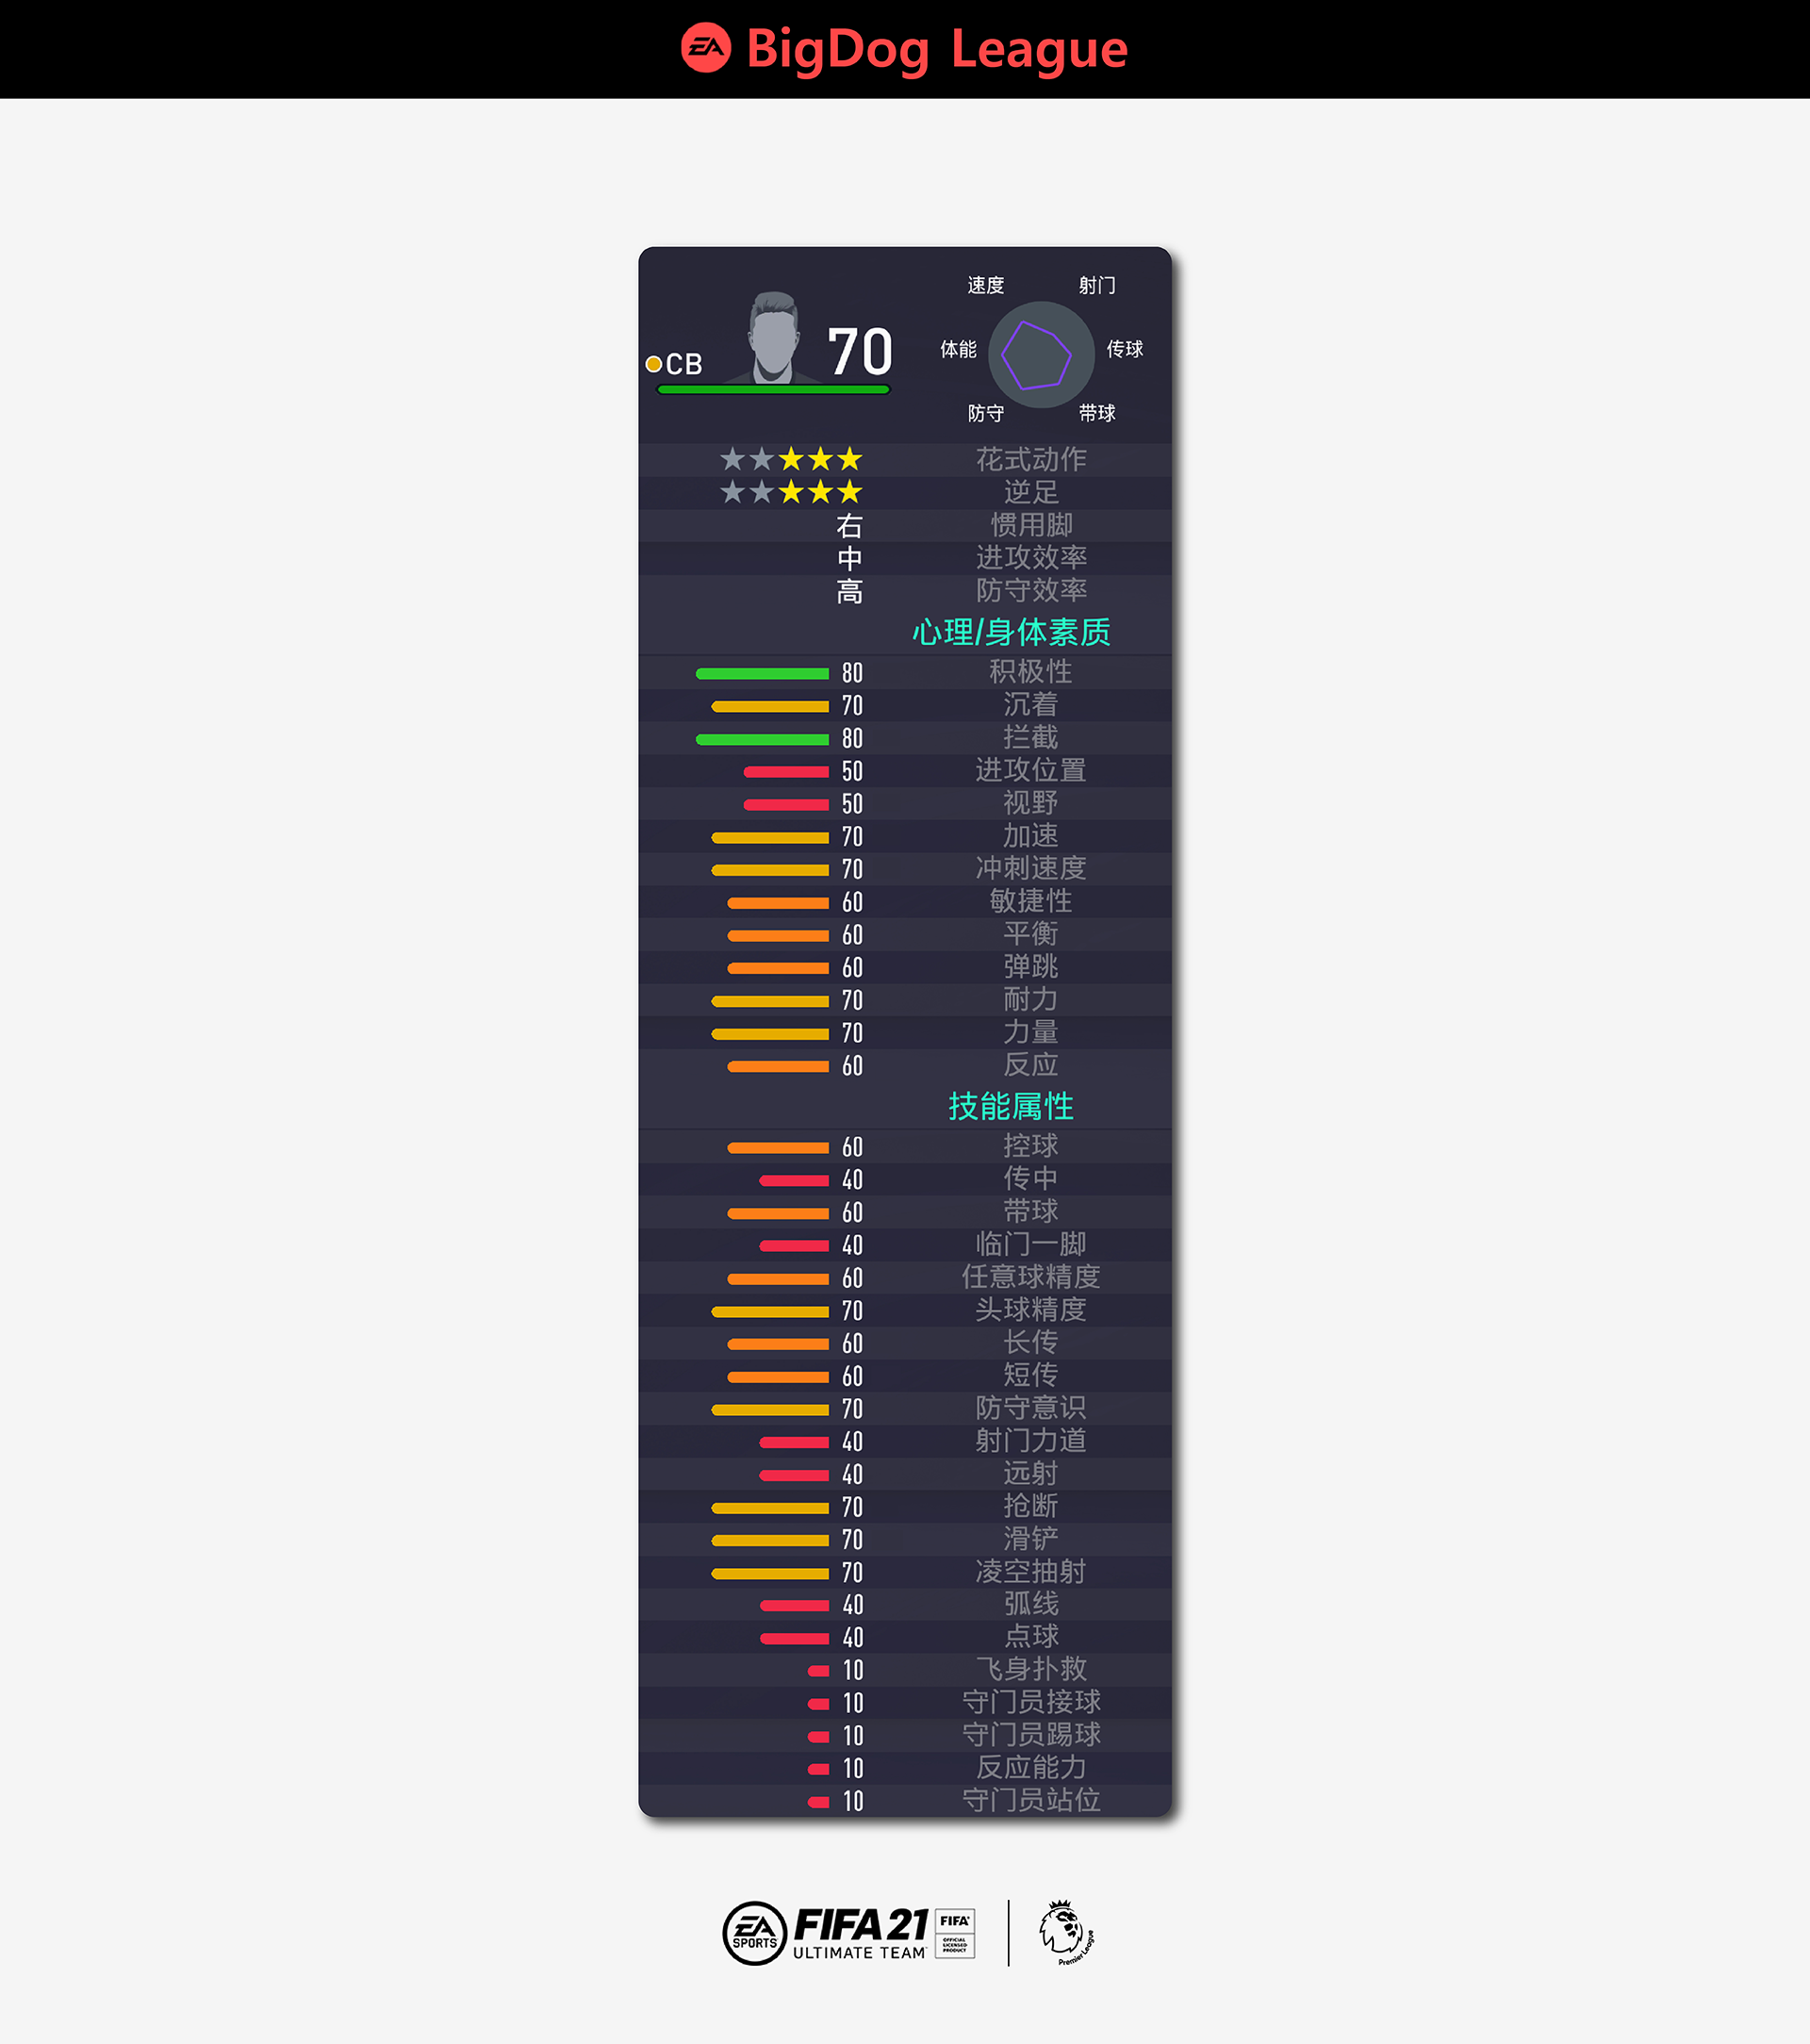 EA BigDog League
速度 射门
体能 传球
CB 70
防守 带球
花式动作
逆足
右 惯用脚
中 进攻效率
高 防守效率
心理/身体素质
80 积极性
70 沉着
80 拦截
50 进攻位置
50 视野
70 加速
70 冲刺速度
60 敏捷性
60 平衡
60 弹跳
70 耐力
70 力量
60 反应
技能属性
60 控球
40 传中
60 带球
40 临门一脚
60 任意球精度
70 头球精度
60 长传
60 短传
70 防守意识
40 射门力道
40 远射
70 抢断
70 滑铲
70 凌空抽射
40 弧线
40 点球
10 飞身扑救
10 守门员接球
10 守门员踢球
10 反应能力
10 守门员站位
EA SPORTS
FIFA 21
ULTIMATE TEAM
FIFA
OFFICIAL
LICENSED
PRODUCT
Premier League